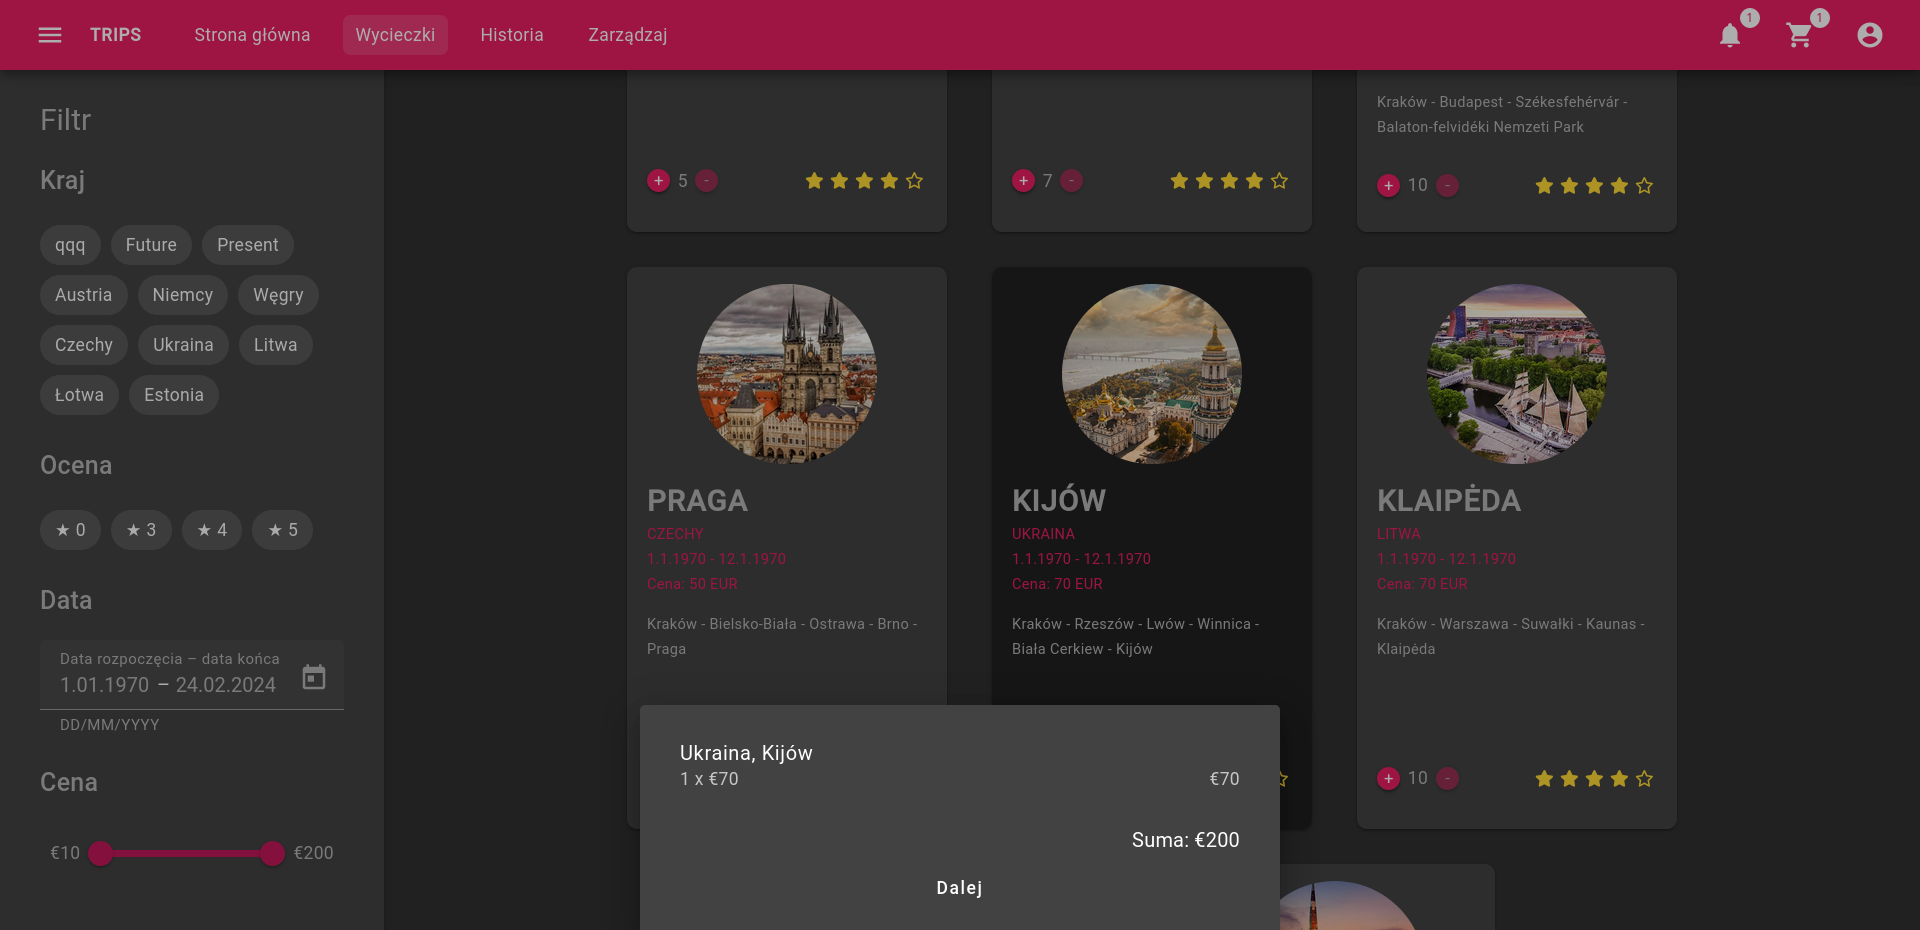 TRIPS
Strona główna
Wycieczki
Historia
Zarządzaj
1
1
Filtr
Kraj
qqq
Future
Present
Austria
Niemcy
Węgry
Czechy
Ukraina
Litwa
Łotwa
Estonia
Ocena
★ 0
★ 3
★ 4
★ 5
Data
Data rozpoczęcia – data końca
1.01.1970 – 24.02.2024
DD/MM/YYYY
Cena
€10
€200
+ 5 -
+ 7 -
Kraków - Budapest - Székesfehérvár -
Balaton-felvidéki Nemzeti Park
+ 10 -
PRAGA
CZECHY
1.1.1970 - 12.1.1970
Cena: 50 EUR
Kraków - Bielsko-Biała - Ostrawa - Brno -
Praga
KIJÓW
UKRAINA
1.1.1970 - 12.1.1970
Cena: 70 EUR
Kraków - Rzeszów - Lwów - Winnica -
Biała Cerkiew - Kijów
KLAIPĖDA
LITWA
1.1.1970 - 12.1.1970
Cena: 70 EUR
Kraków - Warszawa - Suwałki - Kaunas -
Klaipėda
+ 10 -
Ukraina, Kijów
1 x €70
€70
Suma: €200
Dalej